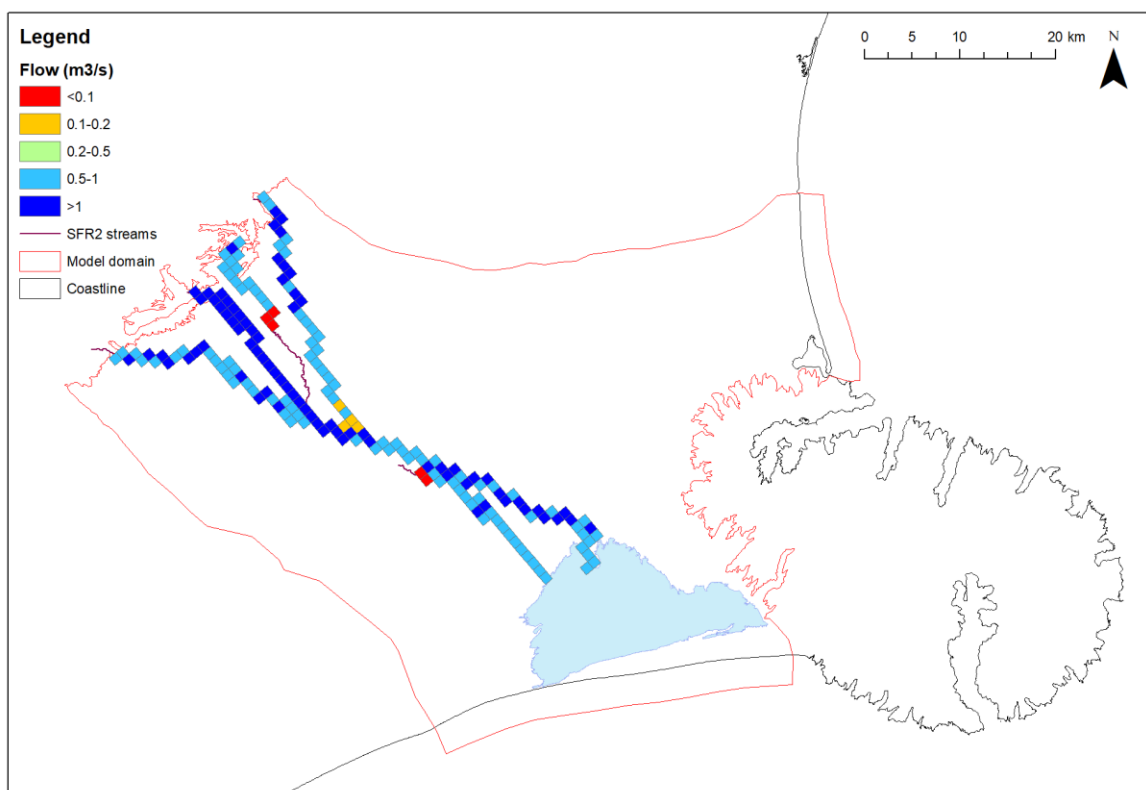 Legend
Flow (m3/s)
<0.1
0.1-0.2
0.2-0.5
0.5-1
>1
SFR2 streams
Model domain
Coastline
0 5 10 20 km
N